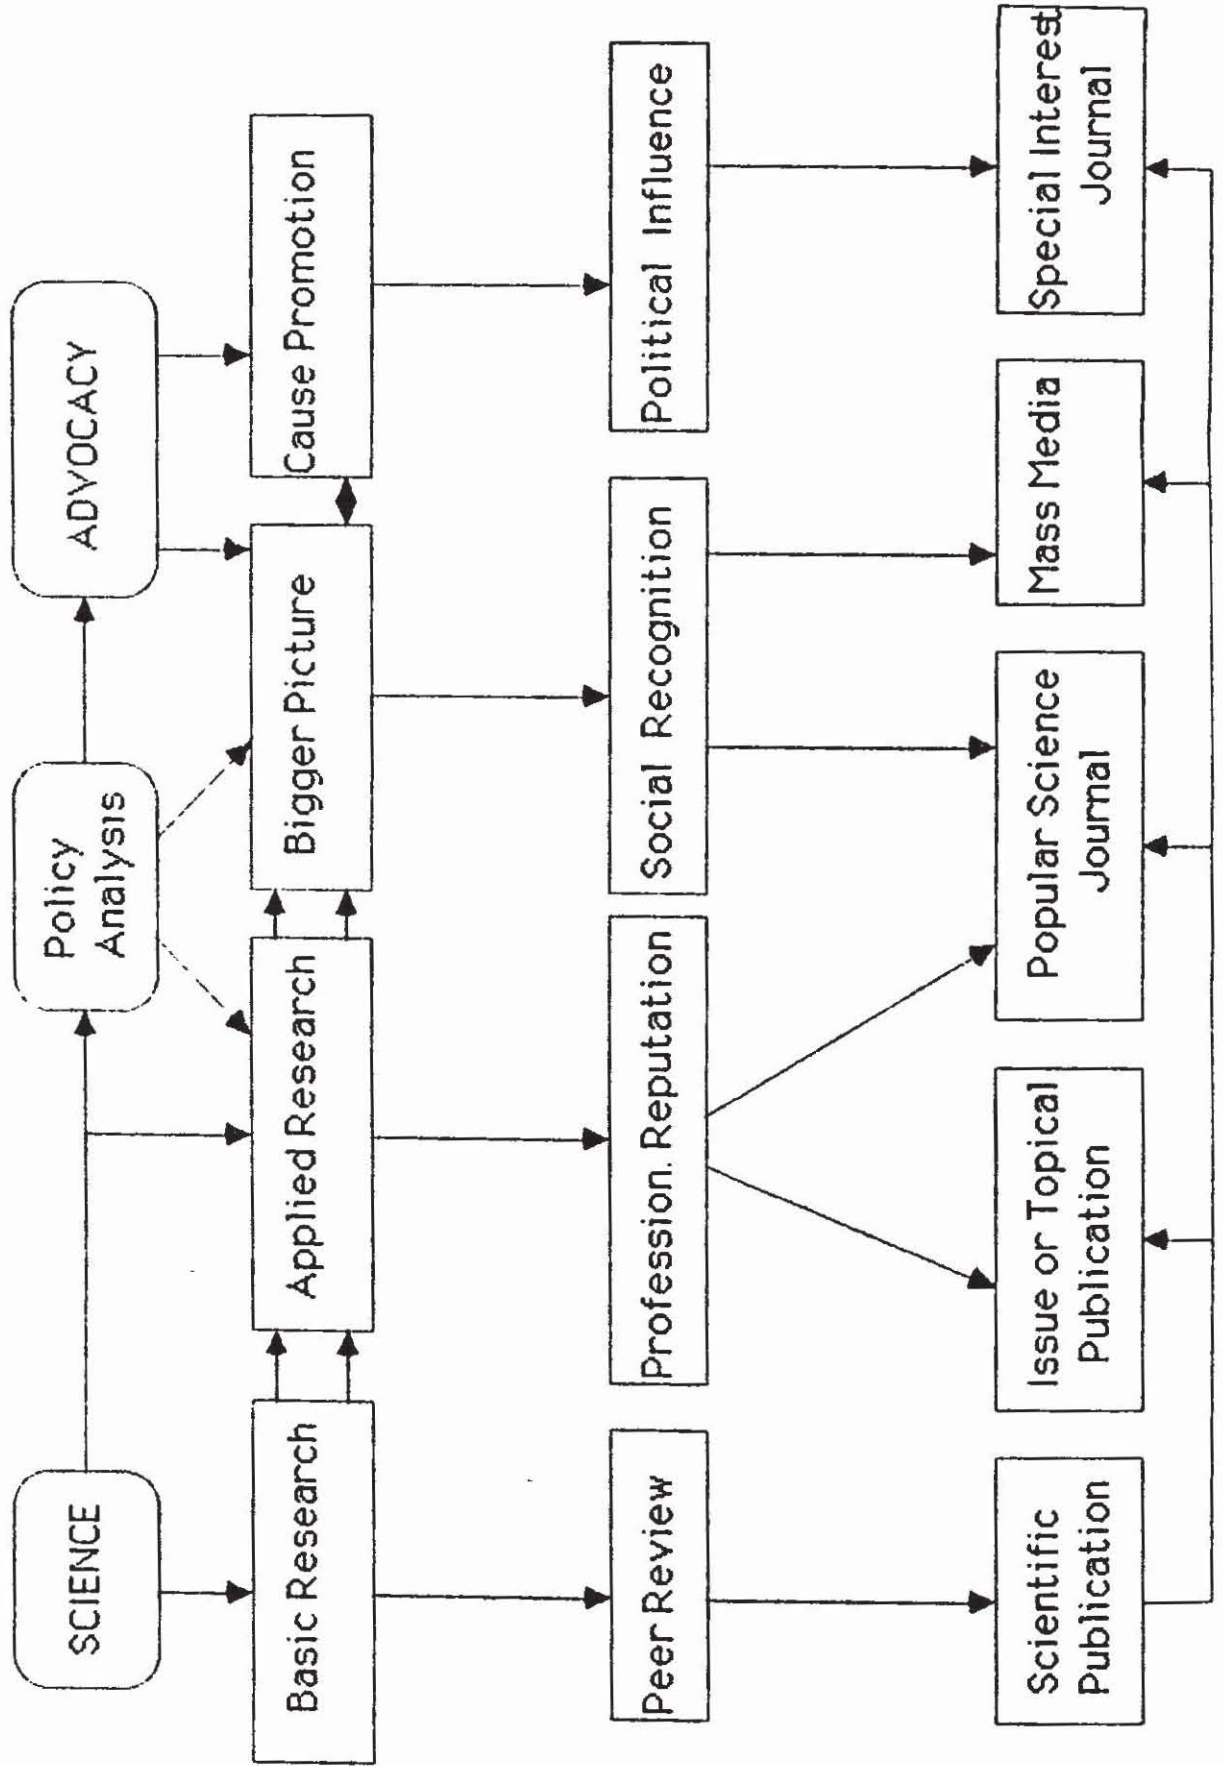 SCIENCE
Policy
Analysis
ADVOCACY
Basic Research
Applied Research
Bigger Picture
Cause Promotion
Peer Review
Profession. Reputation
Social Recognition
Political Influence
Scientific
Publication
Issue or Topical
Publication
Popular Science
Journal
Mass Media
Special Interest
Journal